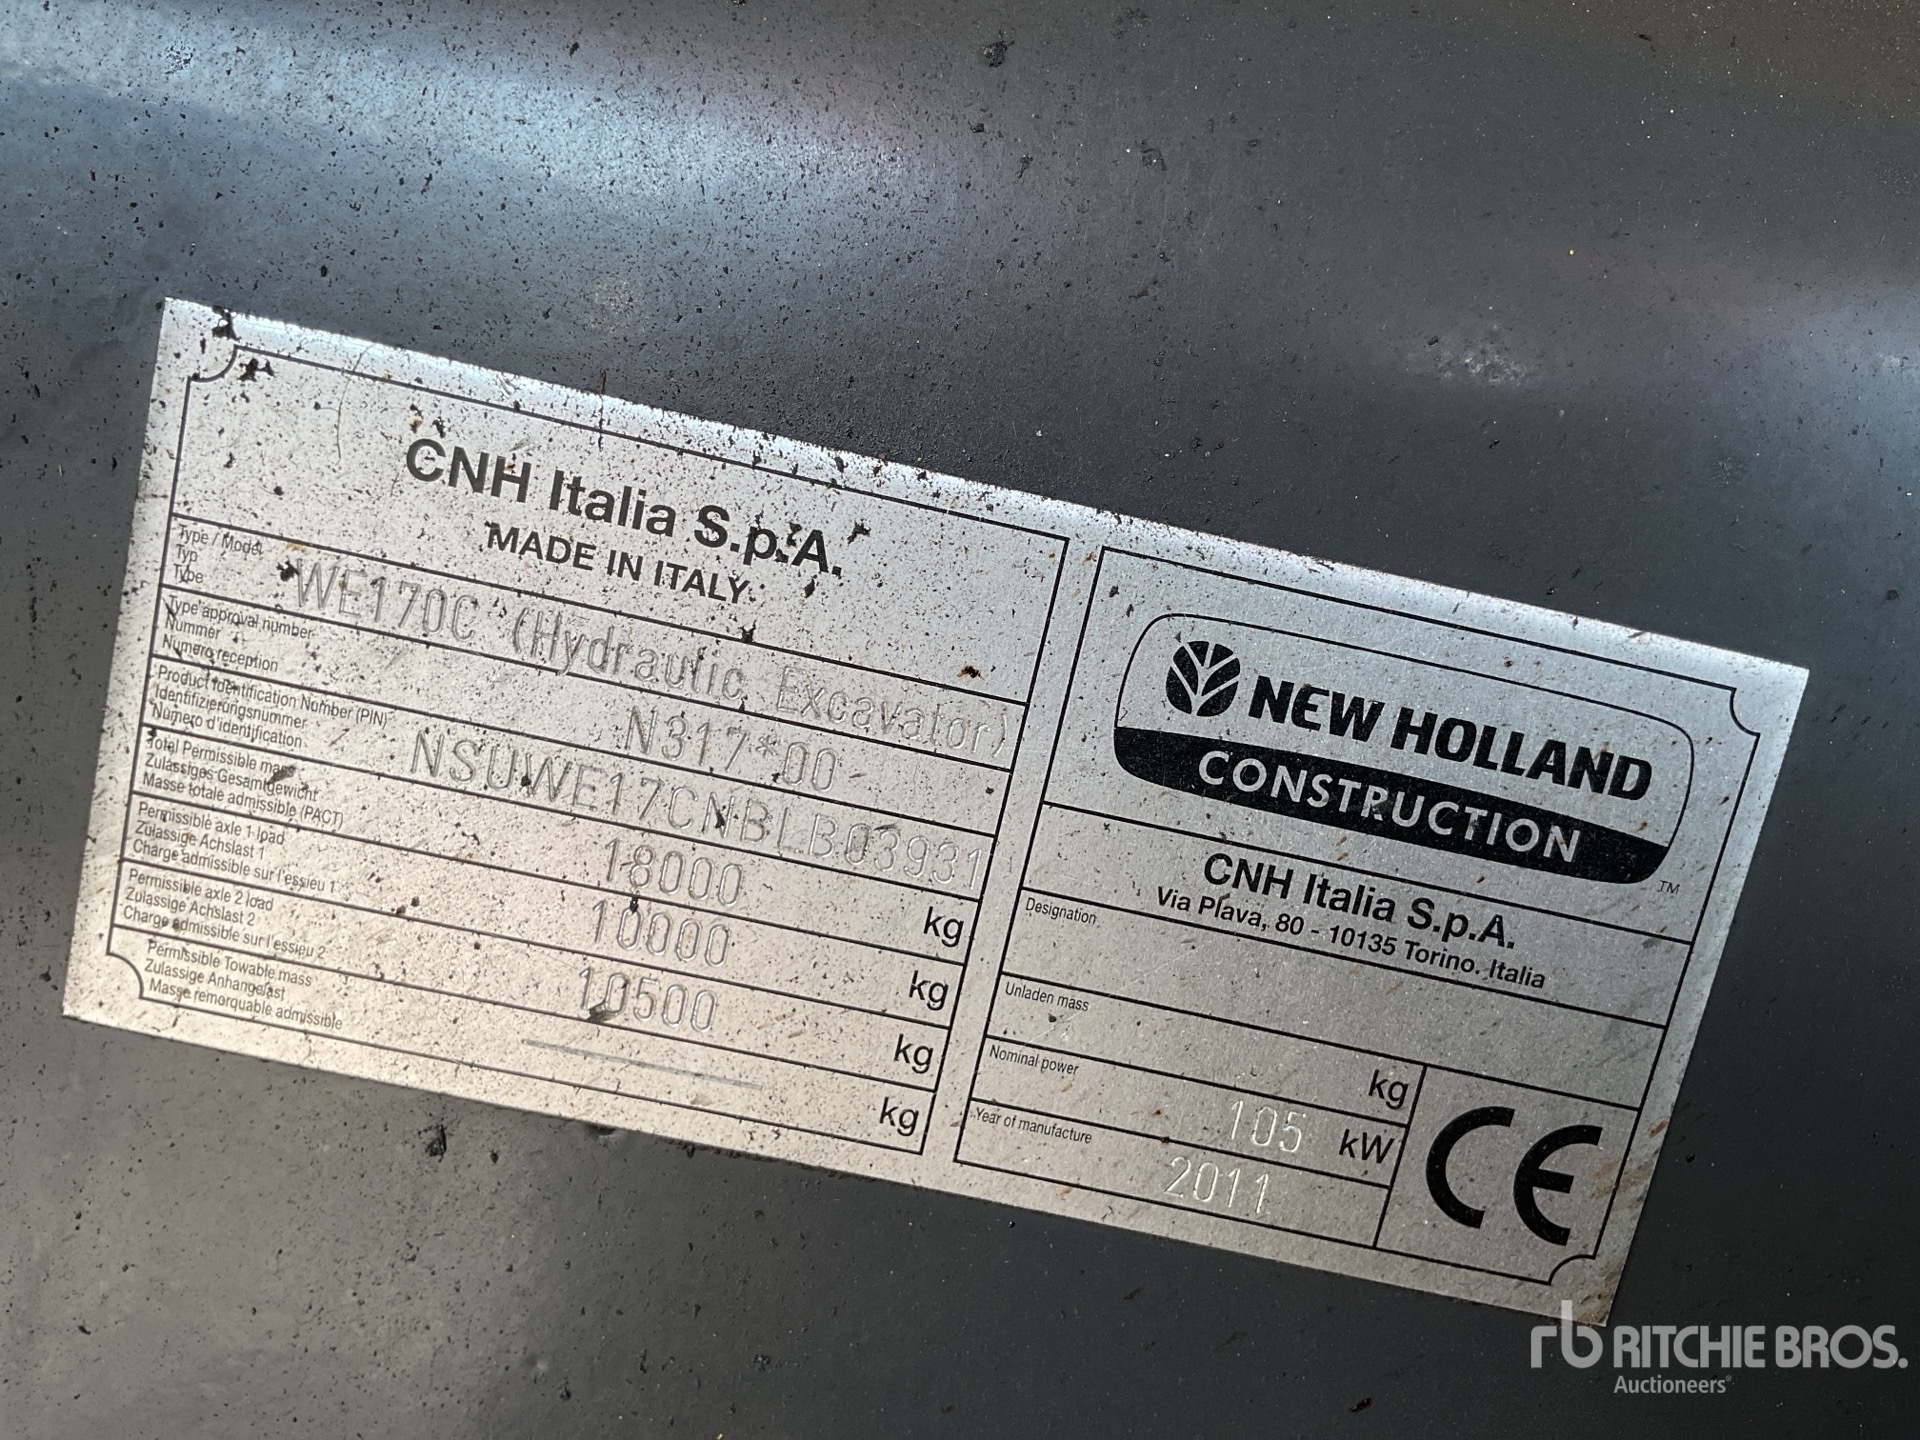 CNH Italia S.p.A.
MADE IN ITALY
Type / Model
Typ
Type
WE170C (Hydraulic Excavator)
Type approval number
Nummer
Numero reception
N317*00
Product Identification Number (PIN)
Identifizierungsnummer
Numero d'identification
NSUWE17CNBLB03931
Total Permissible mass
Zulässiges Gesamtgewicht
Masse totale admissible (PACT)
18000 kg
Permissible axle 1 load
Zulässige Achslast 1
Charge admissible sur l'essieu 1
10000 kg
Permissible axle 2 load
Zulässige Achslast 2
Charge admissible sur l'essieu 2
10500 kg
Permissible Towable mass
Zulässige Anhangelast
Masse remorquable admissible
kg
NEW HOLLAND
CONSTRUCTION
TM
CNH Italia S.p.A.
Via Plava, 80 - 10135 Torino. Italia
Designation
Unladen mass
kg
Nominal power
105 kW
Year of manufacture
2011
CE
rb RITCHIE BROS.
Auctioneers®